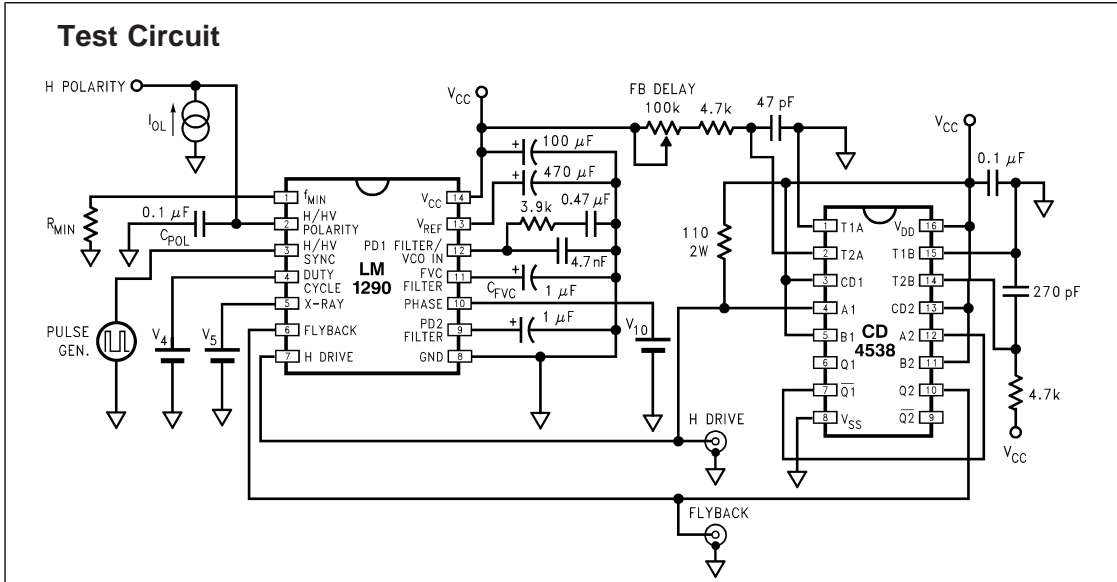 Test Circuit
H POLARITY
I_OL
V_CC
FB DELAY
100k
4.7k
47 pF
V_CC
0.1 μF
+ 100 μF
+ 470 μF
3.9k
0.47 μF
4.7nF
R_MIN
0.1 μF
C_POL
1 f_MIN
2 H/HV POLARITY
3 H/HV SYNC
4 DUTY CYCLE
5 X-RAY
6 FLYBACK
7 H DRIVE
LM
1290
V_CC 14
V_REF 13
PD1 FILTER/ VCO IN 12
FVC FILTER 11
PHASE 10
PD2 FILTER 9
GND 8
+
C_FVC 1 μF
+ 1 μF
V_10
PULSE
GEN.
V_4
V_5
110
2W
1 T1A
2 T2A
3 CD1
4 A1
5 B1
6 Q1
7 Q̅1̅
8 V_SS
CD
4538
V_DD 16
T1B 15
T2B 14
CD2 13
A2 12
B2 11
Q2 10
Q̅2̅ 9
270 pF
4.7k
V_CC
H DRIVE
FLYBACK